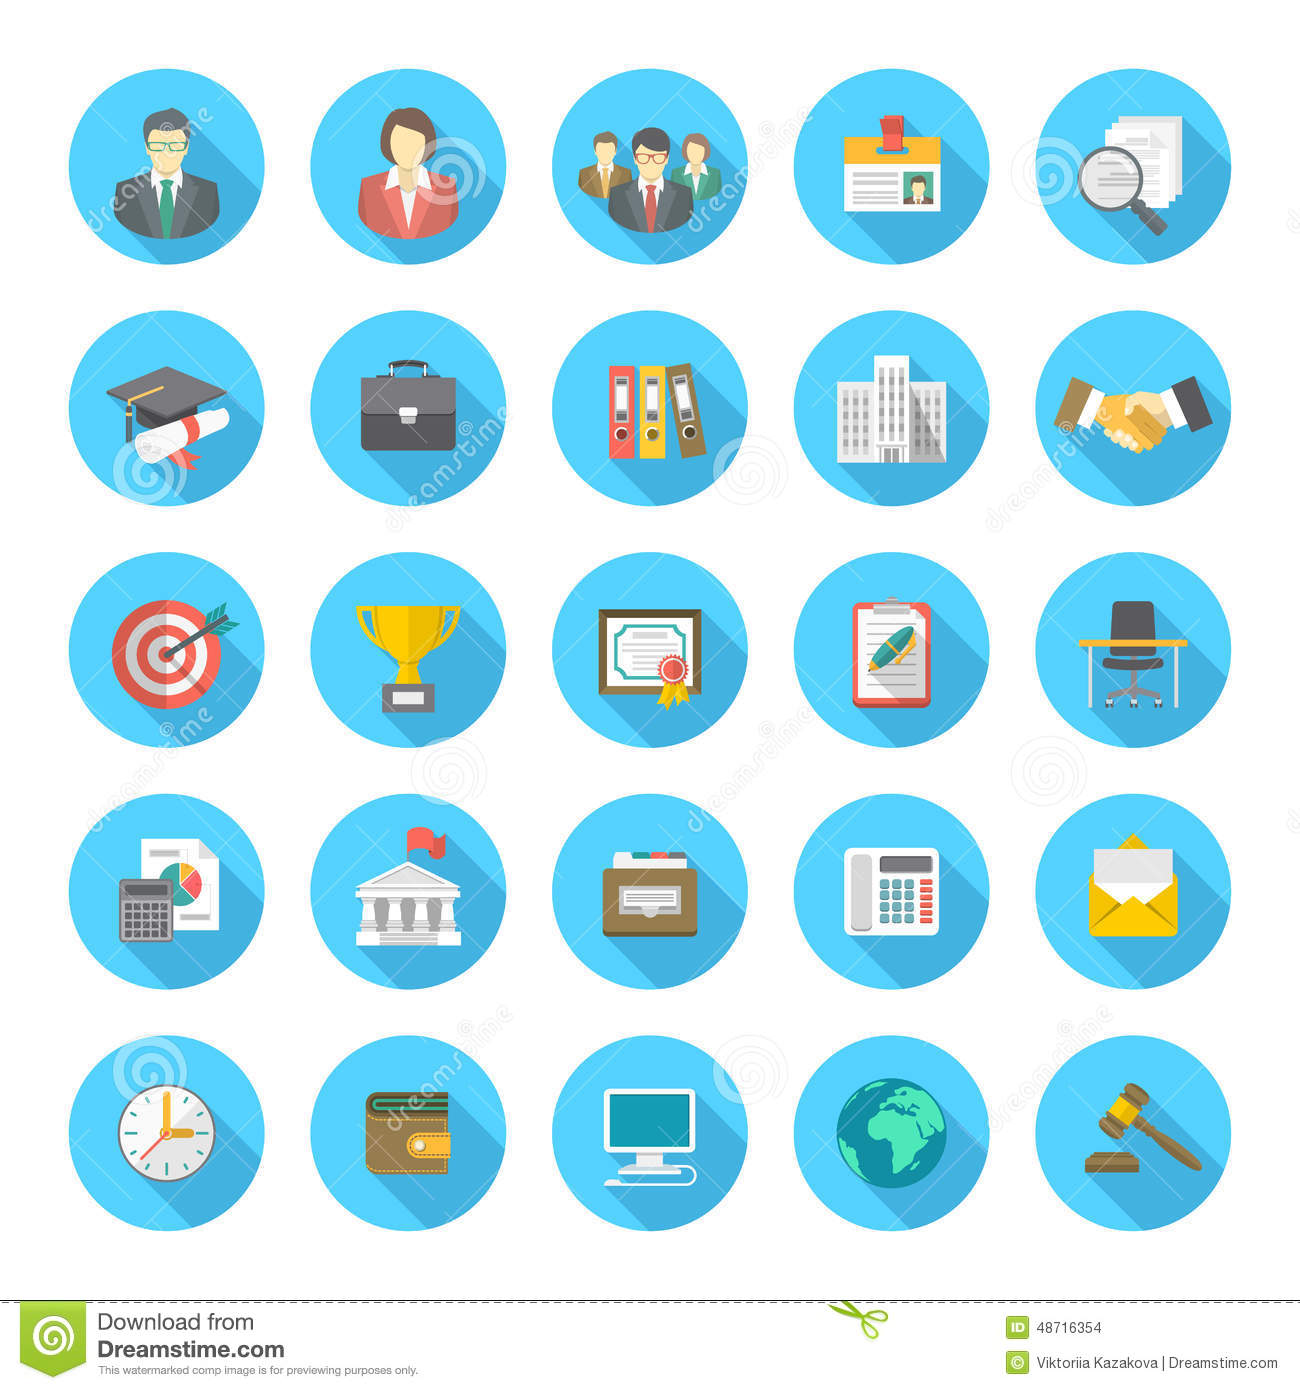 Download from
Dreamstime.com
This watermarked comp image is for previewing purposes only.
ID 48716354
© Viktoriia Kazakova | Dreamstime.com